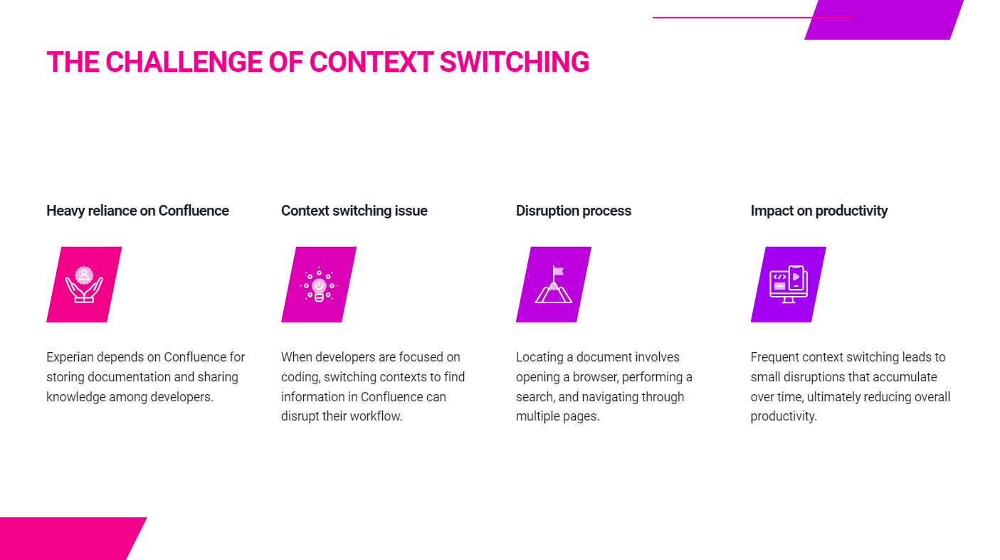 THE CHALLENGE OF CONTEXT SWITCHING
Heavy reliance on Confluence
Experian depends on Confluence for
storing documentation and sharing
knowledge among developers.
Context switching issue
When developers are focused on
coding, switching contexts to find
information in Confluence can
disrupt their workflow.
Disruption process
Locating a document involves
opening a browser, performing a
search, and navigating through
multiple pages.
Impact on productivity
Frequent context switching leads to
small disruptions that accumulate
over time, ultimately reducing overall
productivity.